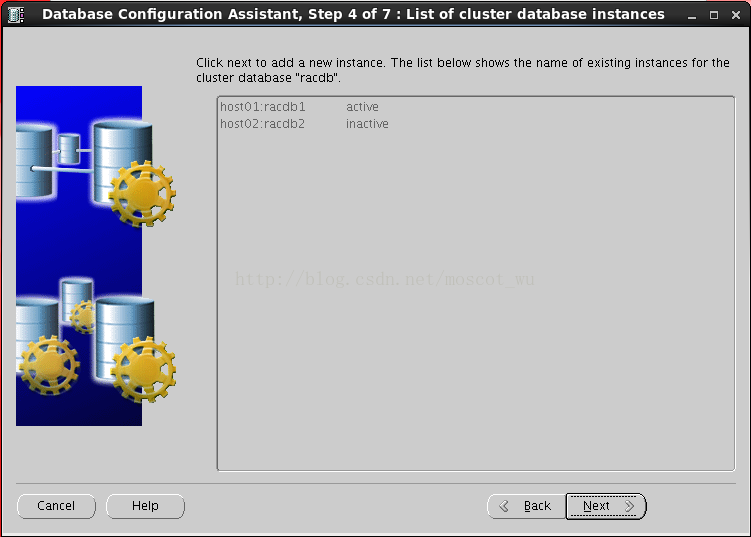 Database Configuration Assistant, Step 4 of 7 : List of cluster database instances
Click next to add a new instance. The list below shows the name of existing instances for the
cluster database "racdb".
host01:racdb1 active
host02:racdb2 inactive
http://blog.csdn.net/moscot_wu
Cancel Help Back Next